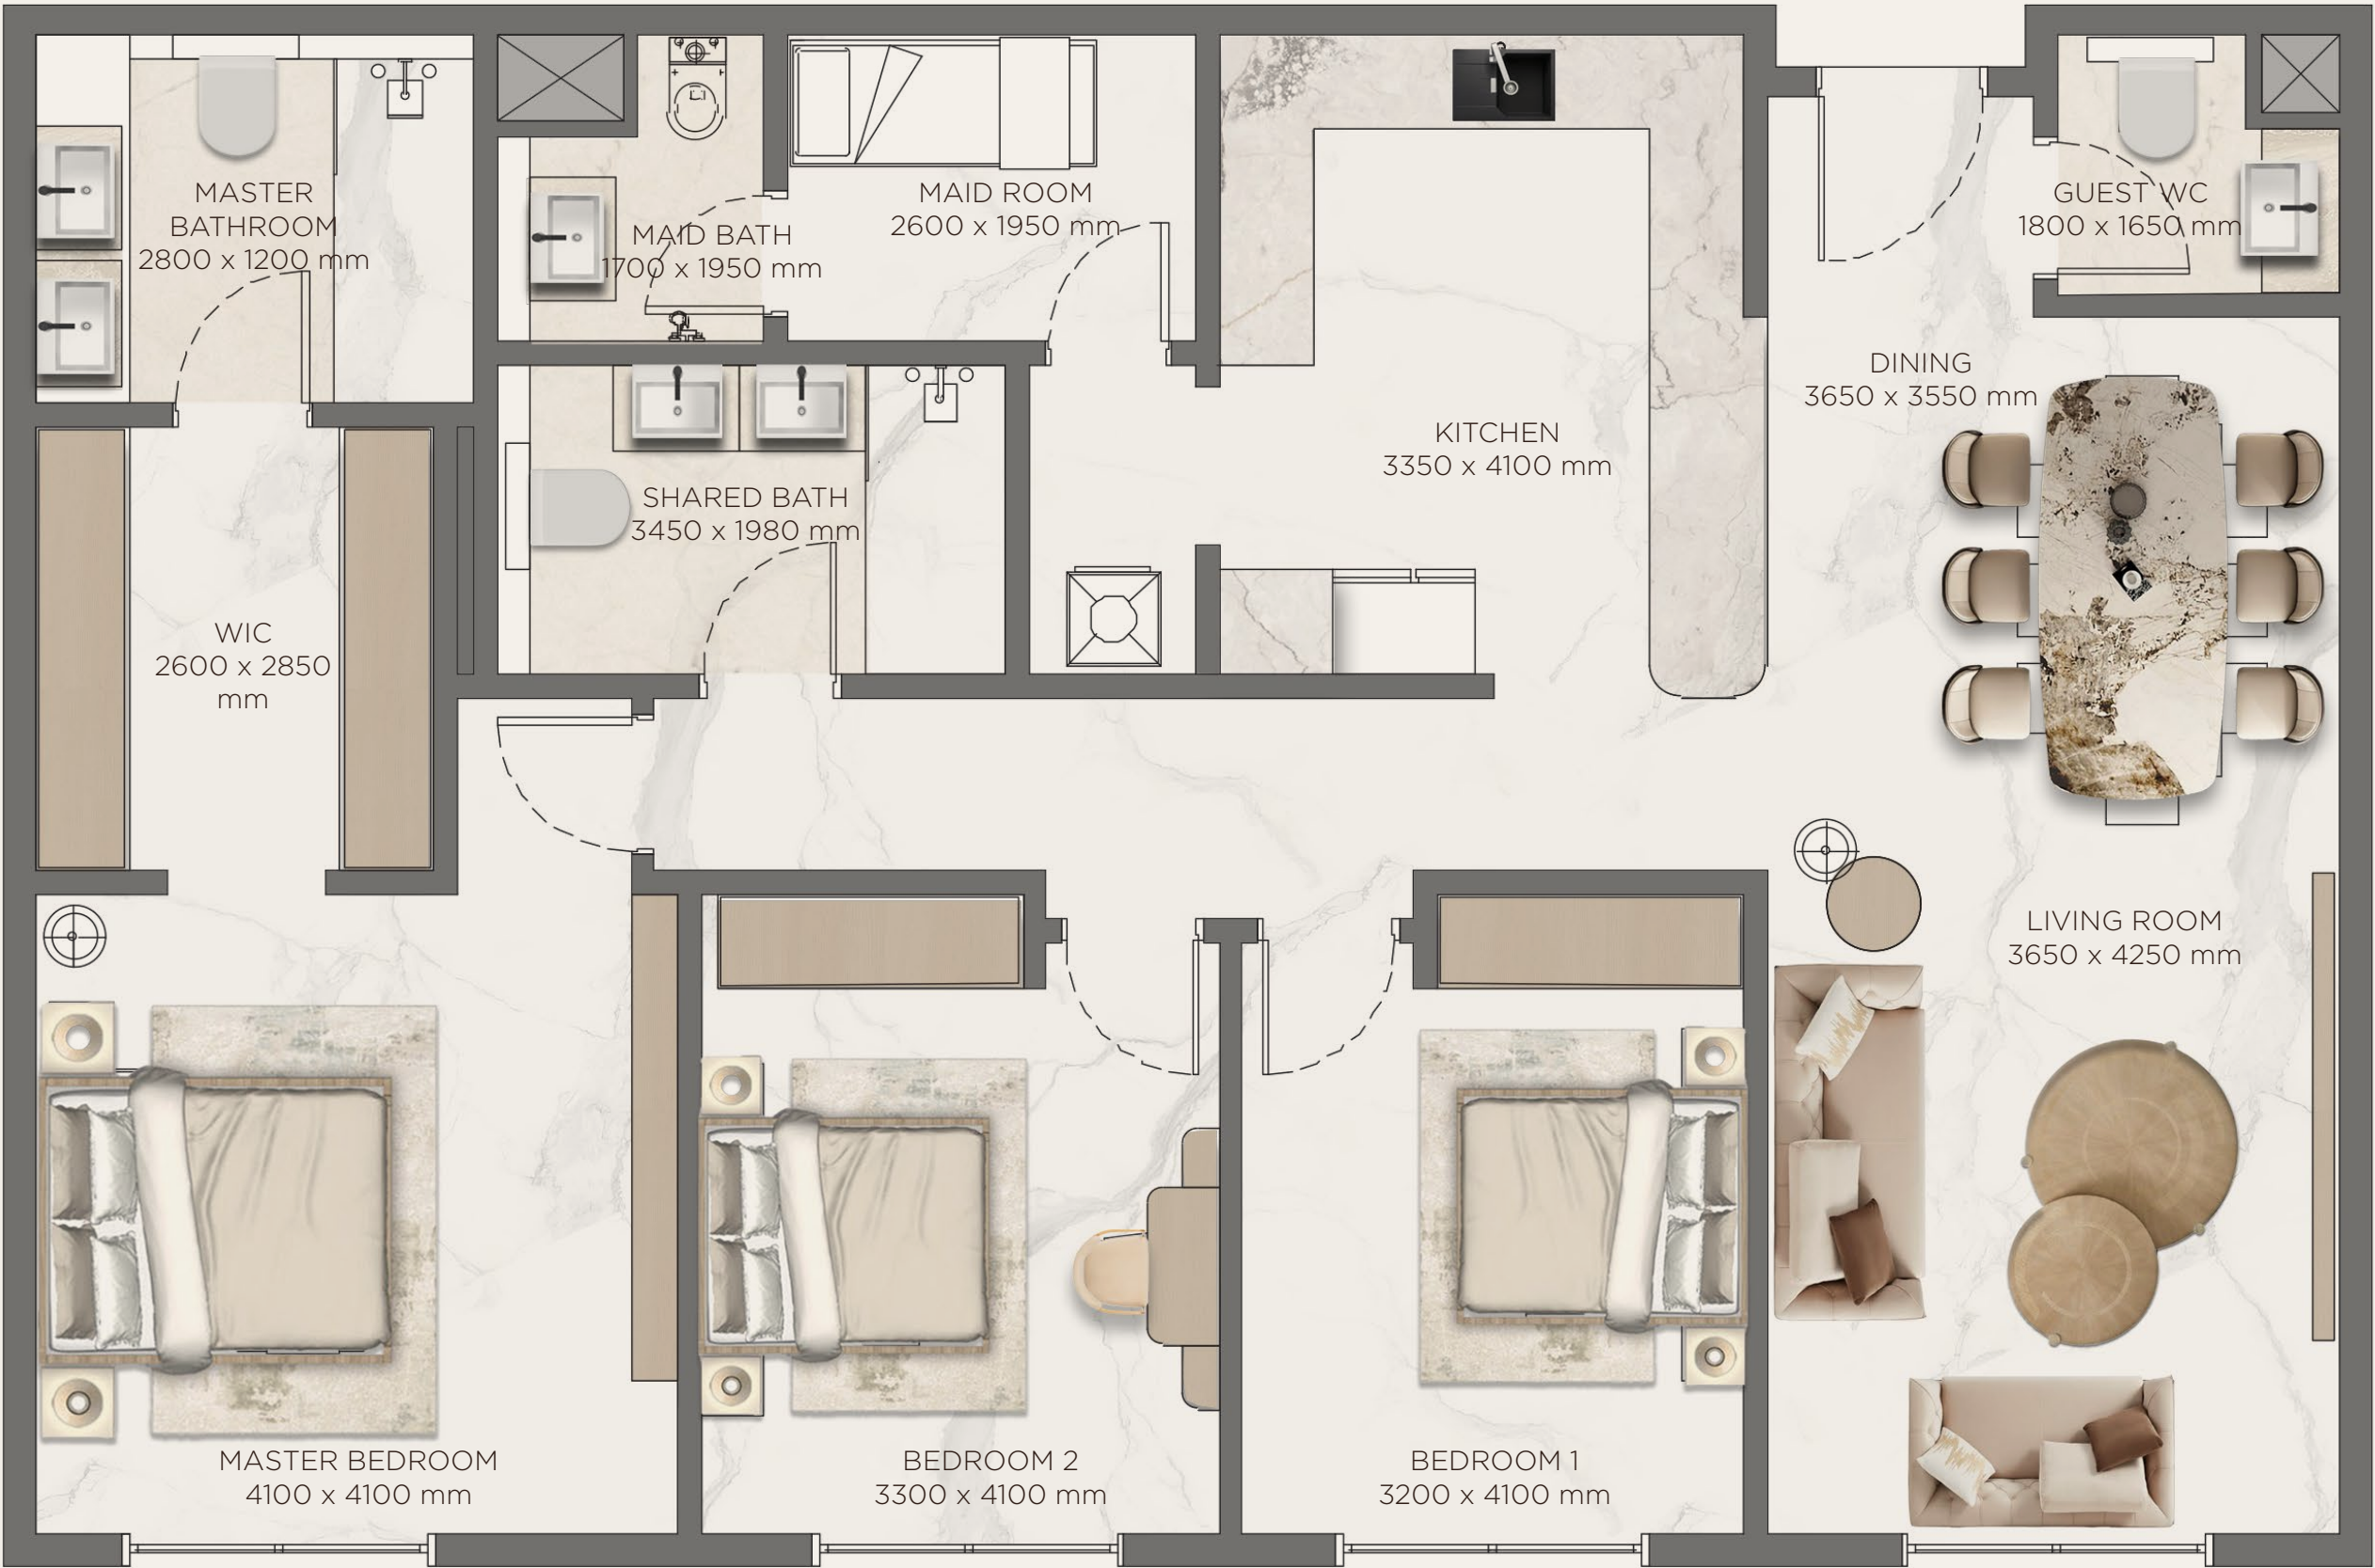 MASTER
BATHROOM
2800 x 1200 mm
MAID BATH
1700 x 1950 mm
MAID ROOM
2600 x 1950 mm
GUEST WC
1800 x 1650 mm
DINING
3650 x 3550 mm
KITCHEN
3350 x 4100 mm
SHARED BATH
3450 x 1980 mm
WIC
2600 x 2850
mm
LIVING ROOM
3650 x 4250 mm
MASTER BEDROOM
4100 x 4100 mm
BEDROOM 2
3300 x 4100 mm
BEDROOM 1
3200 x 4100 mm